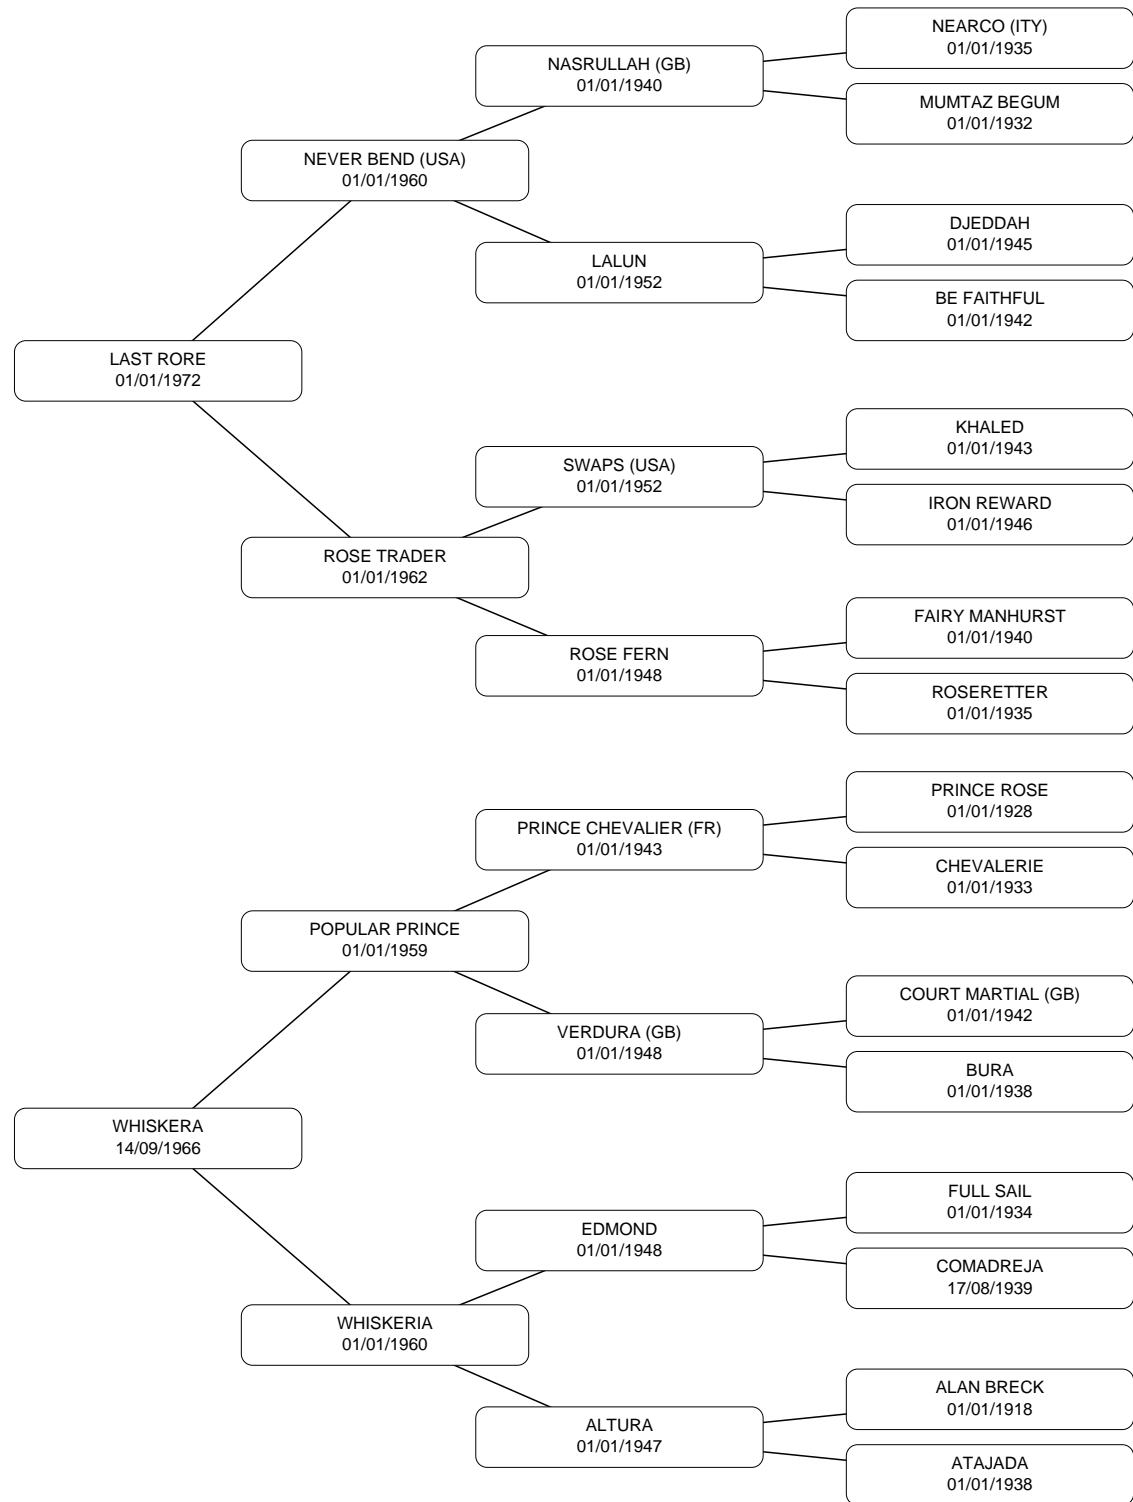 NEARCO (ITY)
01/01/1935
NASRULLAH (GB)
01/01/1940
MUMTAZ BEGUM
01/01/1932
NEVER BEND (USA)
01/01/1960
DJEDDAH
01/01/1945
LALUN
01/01/1952
BE FAITHFUL
01/01/1942
LAST RORE
01/01/1972
KHALED
01/01/1943
SWAPS (USA)
01/01/1952
IRON REWARD
01/01/1946
ROSE TRADER
01/01/1962
FAIRY MANHURST
01/01/1940
ROSE FERN
01/01/1948
ROSERETTER
01/01/1935
PRINCE ROSE
01/01/1928
PRINCE CHEVALIER (FR)
01/01/1943
CHEVALERIE
01/01/1933
POPULAR PRINCE
01/01/1959
COURT MARTIAL (GB)
01/01/1942
VERDURA (GB)
01/01/1948
BURA
01/01/1938
WHISKERA
14/09/1966
FULL SAIL
01/01/1934
EDMOND
01/01/1948
COMADREJA
17/08/1939
WHISKERIA
01/01/1960
ALAN BRECK
01/01/1918
ALTURA
01/01/1947
ATAJADA
01/01/1938